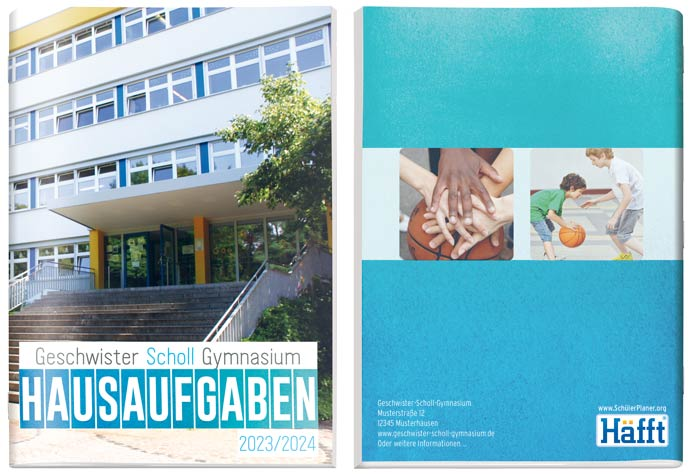 Geschwister Scholl Gymnasium
HAUSAUFGABEN
2023/2024
Geschwister-Scholl-Gymnasium
Musterstraße 12
12345 Musterhausen
www.geschwister-scholl-gymnasium.de
Oder weitere Informationen ...
www.SchülerPlaner.org
Häfft